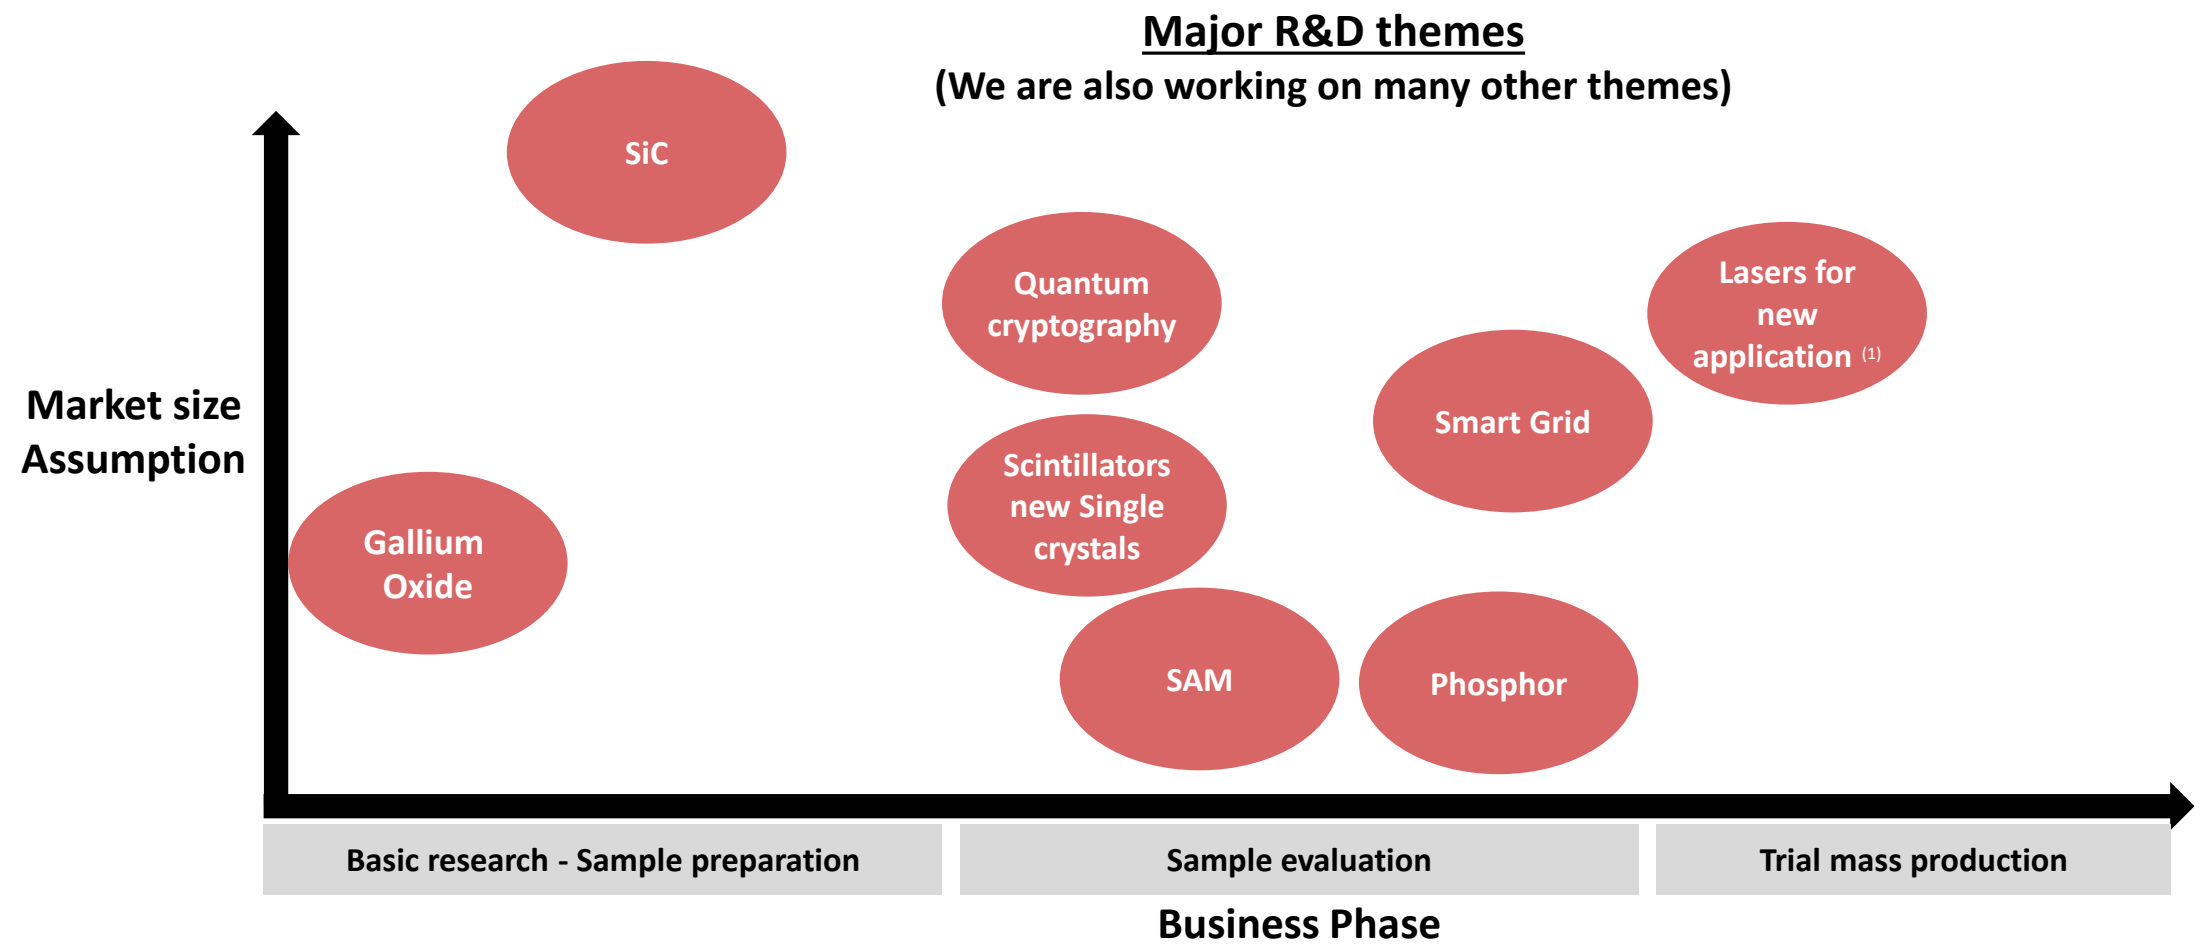 Major R&D themes
(We are also working on many other themes)
SiC
Quantum
cryptography
Lasers for
new
application (1)
Smart Grid
Market size
Assumption
Scintillators
new Single
crystals
Gallium
Oxide
SAM
Phosphor
Basic research - Sample preparation
Sample evaluation
Trial mass production
Business Phase